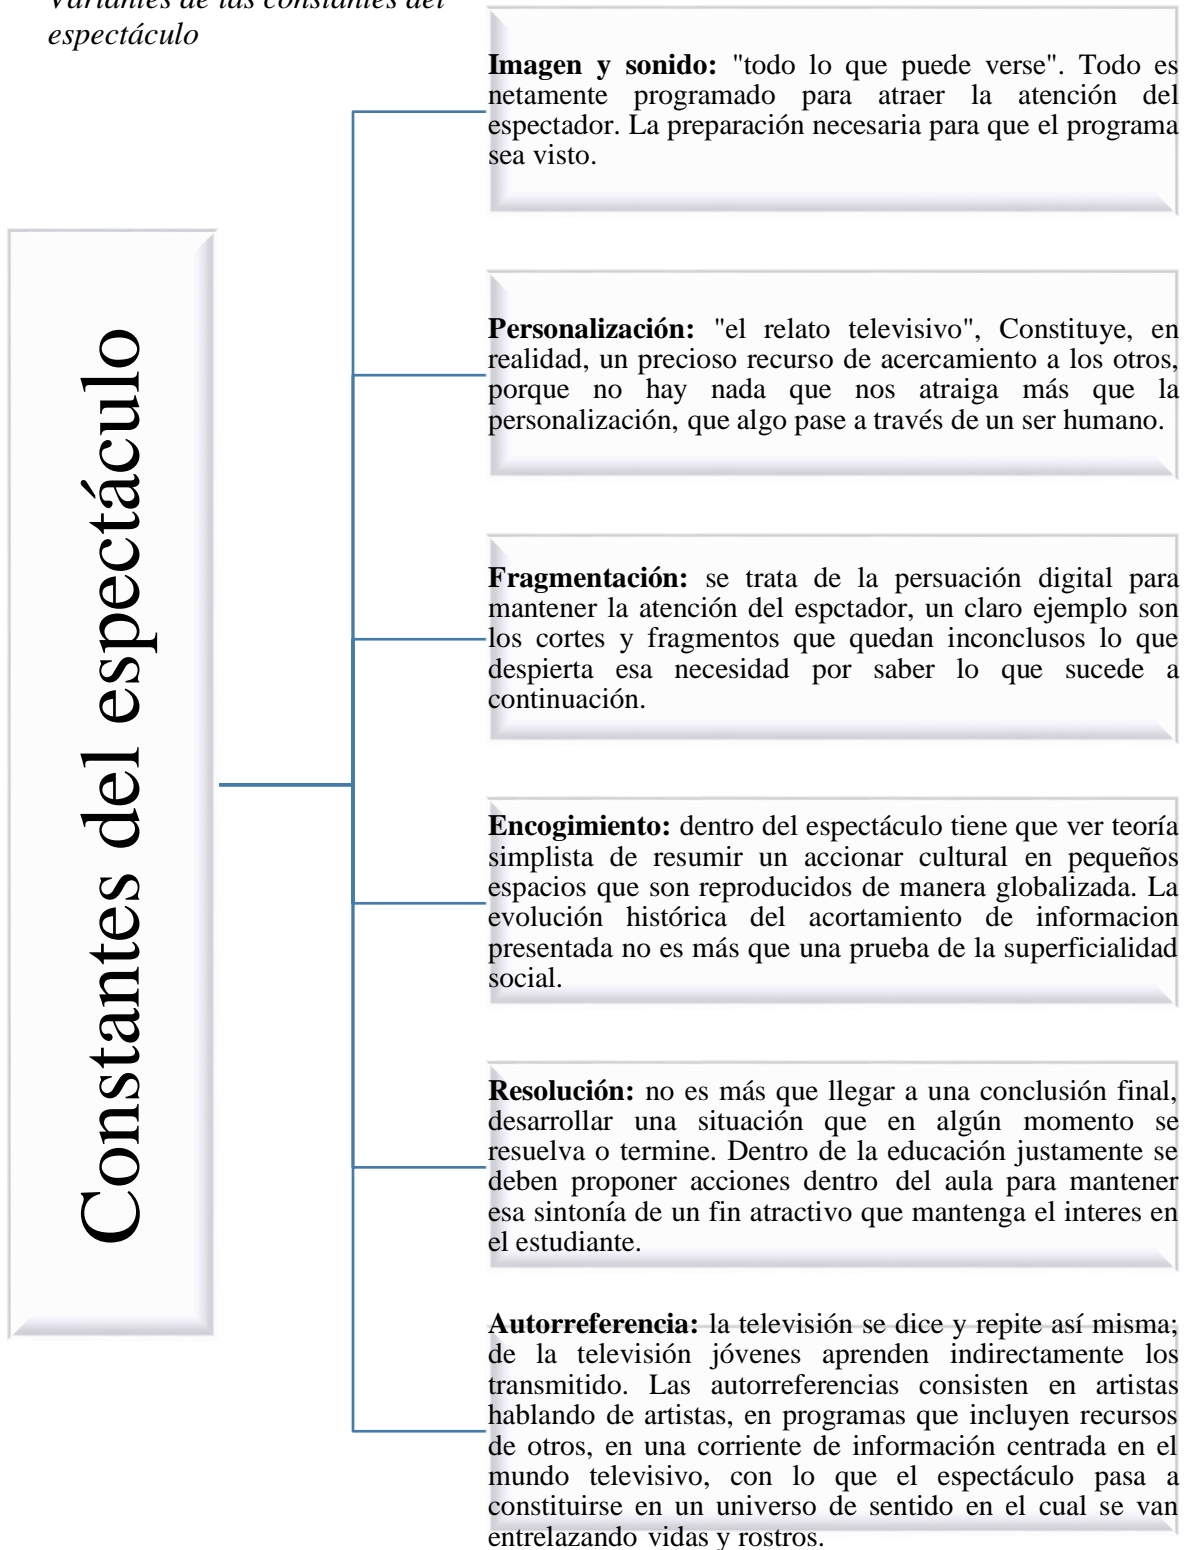 Variantes de las constantes del
espectáculo
Constantes del espectáculo
Imagen y sonido: "todo lo que puede verse". Todo es
netamente programado para atraer la atención del
espectador. La preparación necesaria para que el programa
sea visto.
Personalización: "el relato televisivo", Constituye, en
realidad, un precioso recurso de acercamiento a los otros,
porque no hay nada que nos atraiga más que la
personalización, que algo pase a través de un ser humano.
Fragmentación: se trata de la persuación digital para
mantener la atención del espctador, un claro ejemplo son
los cortes y fragmentos que quedan inconclusos lo que
despierta esa necesidad por saber lo que sucede a
continuación.
Encogimiento: dentro del espectáculo tiene que ver teoría
simplista de resumir un accionar cultural en pequeños
espacios que son reproducidos de manera globalizada. La
evolución histórica del acortamiento de informacion
presentada no es más que una prueba de la superficialidad
social.
Resolución: no es más que llegar a una conclusión final,
desarrollar una situación que en algún momento se
resuelva o termine. Dentro de la educación justamente se
deben proponer acciones dentro del aula para mantener
esa sintonía de un fin atractivo que mantenga el interes en
el estudiante.
Autorreferencia: la televisión se dice y repite así misma;
de la televisión jóvenes aprenden indirectamente los
transmitido. Las autorreferencias consisten en artistas
hablando de artistas, en programas que incluyen recursos
de otros, en una corriente de información centrada en el
mundo televisivo, con lo que el espectáculo pasa a
constituirse en un universo de sentido en el cual se van
entrelazando vidas y rostros.